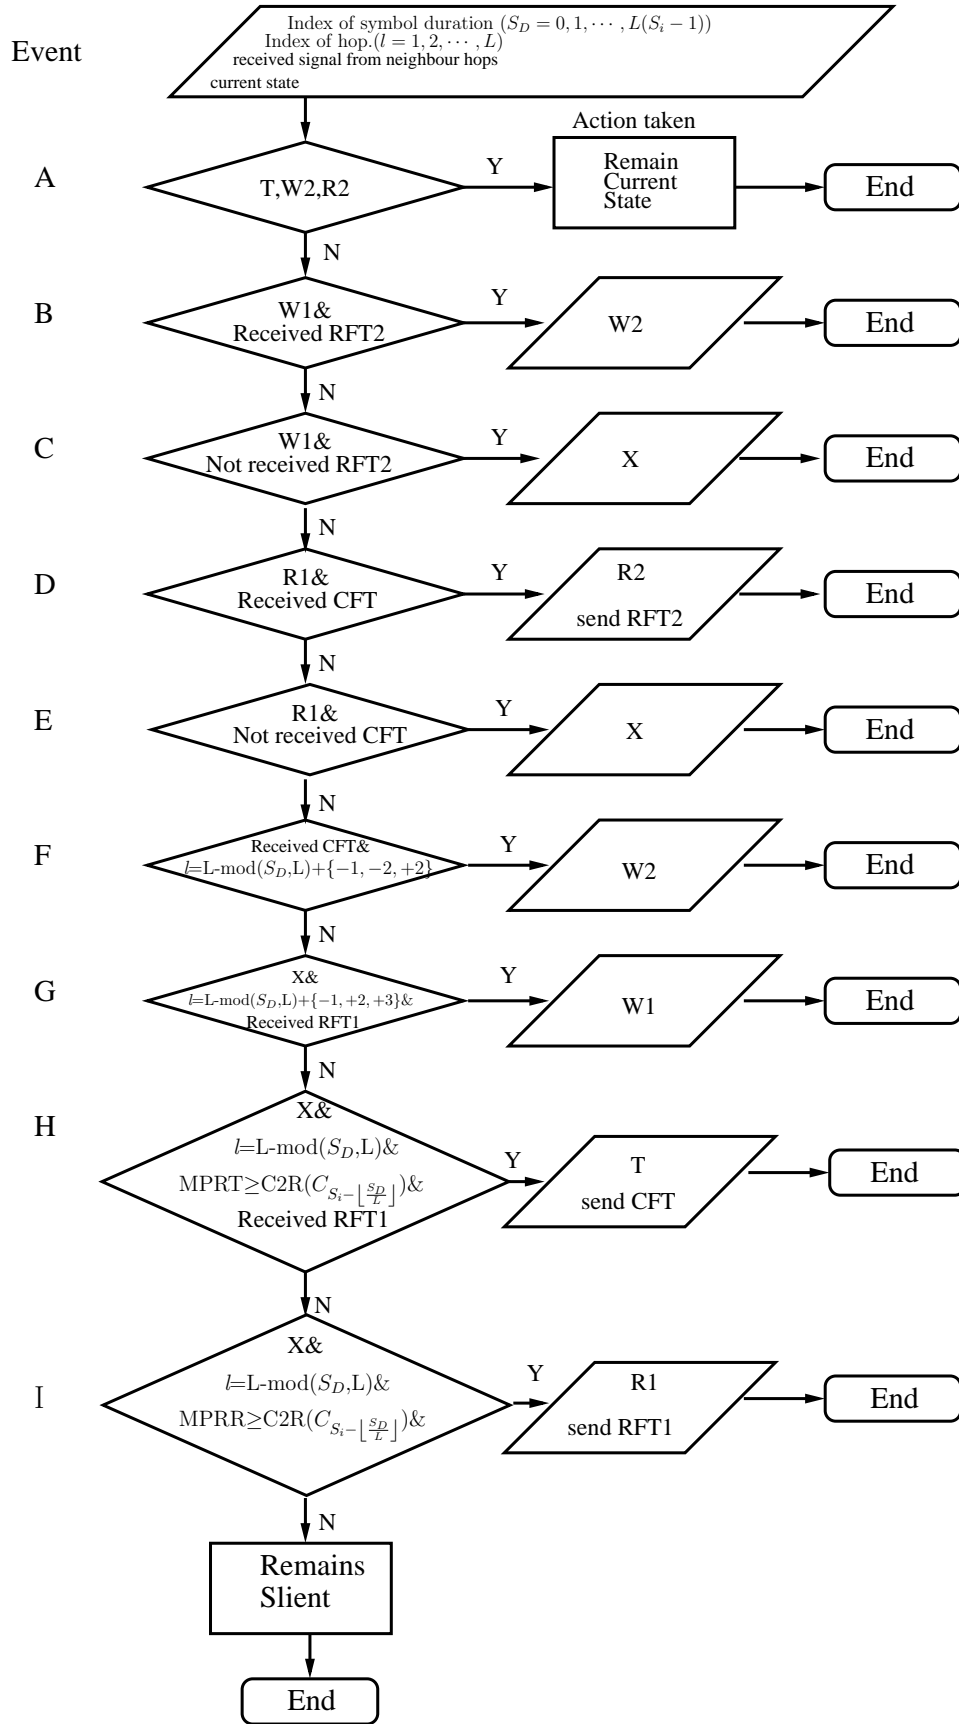 Index of symbol duration (S_D = 0, 1, ⋯ , L(S_i − 1))
Event
Index of hop.(l = 1, 2, ⋯ , L)
received signal from neighbour hops
current state
Action taken
A
T,W2,R2
Y
Remain
Current
State
End
N
B
W1&
Received RFT2
Y
W2
End
N
C
W1&
Not received RFT2
Y
X
End
N
D
R1&
Received CFT
Y
R2
send RFT2
End
N
E
R1&
Not received CFT
Y
X
End
N
F
Received CFT&
l=L-mod(S_D,L)+{−1, −2, +2}
Y
W2
End
N
G
X&
l=L-mod(S_D,L)+{−1, +2, +3}&
Received RFT1
Y
W1
End
N
H
X&
l=L-mod(S_D,L)&
MPRT≥C2R(C_{S_i−⌊S_D/L⌋})&
Received RFT1
Y
T
send CFT
End
N
I
X&
l=L-mod(S_D,L)&
MPRR≥C2R(C_{S_i−⌊S_D/L⌋})&
Y
R1
send RFT1
End
N
Remains
Slient
End